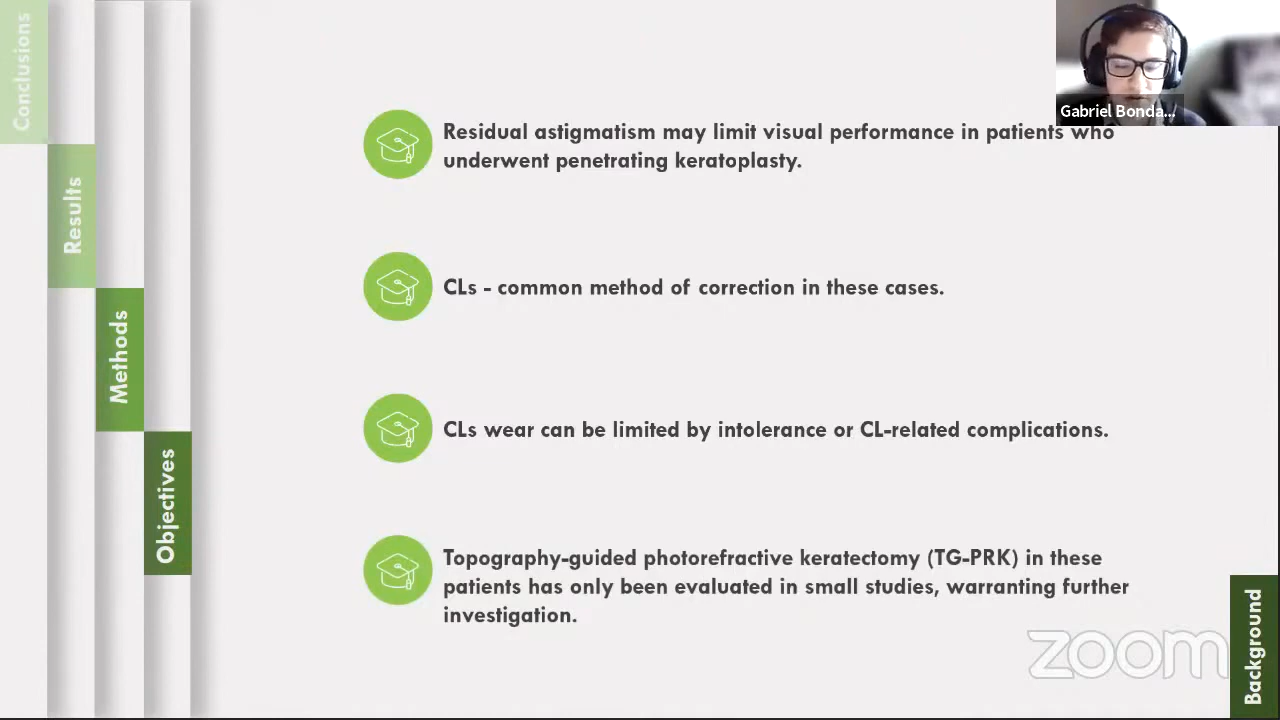 Conclusions
Results
Methods
Objectives
Background
Gabriel Bonda...
Residual astigmatism may limit visual performance in patients who
underwent penetrating keratoplasty.
CLs - common method of correction in these cases.
CLs wear can be limited by intolerance or CL-related complications.
Topography-guided photorefractive keratectomy (TG-PRK) in these
patients has only been evaluated in small studies, warranting further
investigation.
zoom